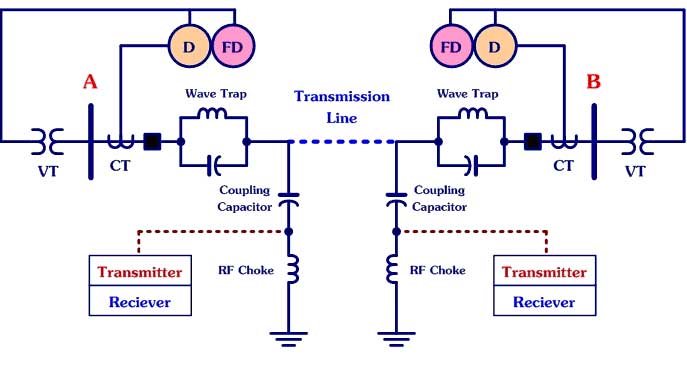 D FD
FD D
A
B
Wave Trap
Transmission
Line
Wave Trap
VT
CT
CT
VT
Coupling
Capacitor
Coupling
Capacitor
RF Choke
RF Choke
Transmitter
Reciever
Transmitter
Reciever